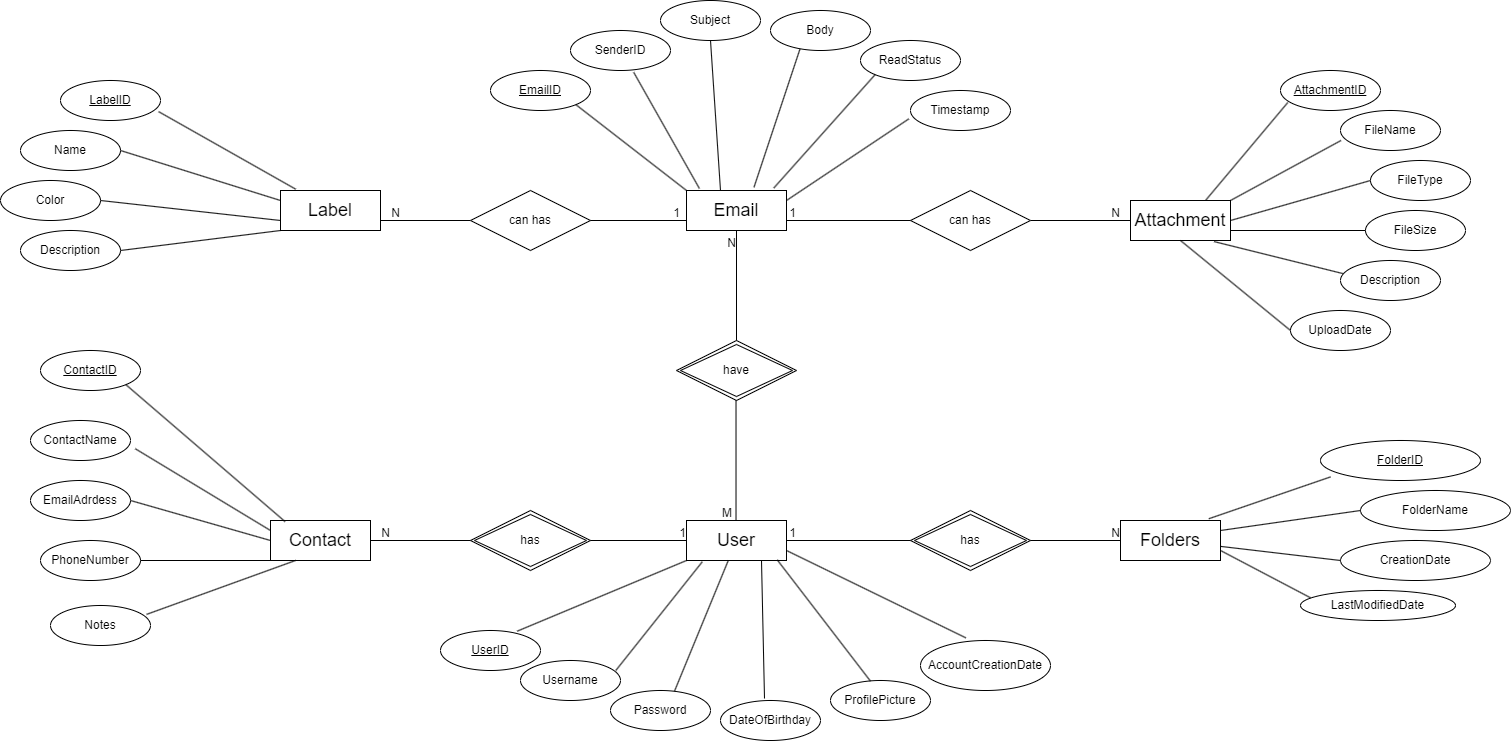 Subject
Body
SenderID
ReadStatus
EmailID
Timestamp
LabelID
Name
Color
Description
Label
N
can has
1
Email
1
can has
N
Attachment
AttachmentID
FileName
FileType
FileSize
Description
UploadDate
N
have
M
ContactID
ContactName
EmailAdrdess
PhoneNumber
Notes
Contact
N
has
1
User
1
has
N
Folders
FolderID
FolderName
CreationDate
LastModifiedDate
UserID
Username
Password
DateOfBirthday
ProfilePicture
AccountCreationDate